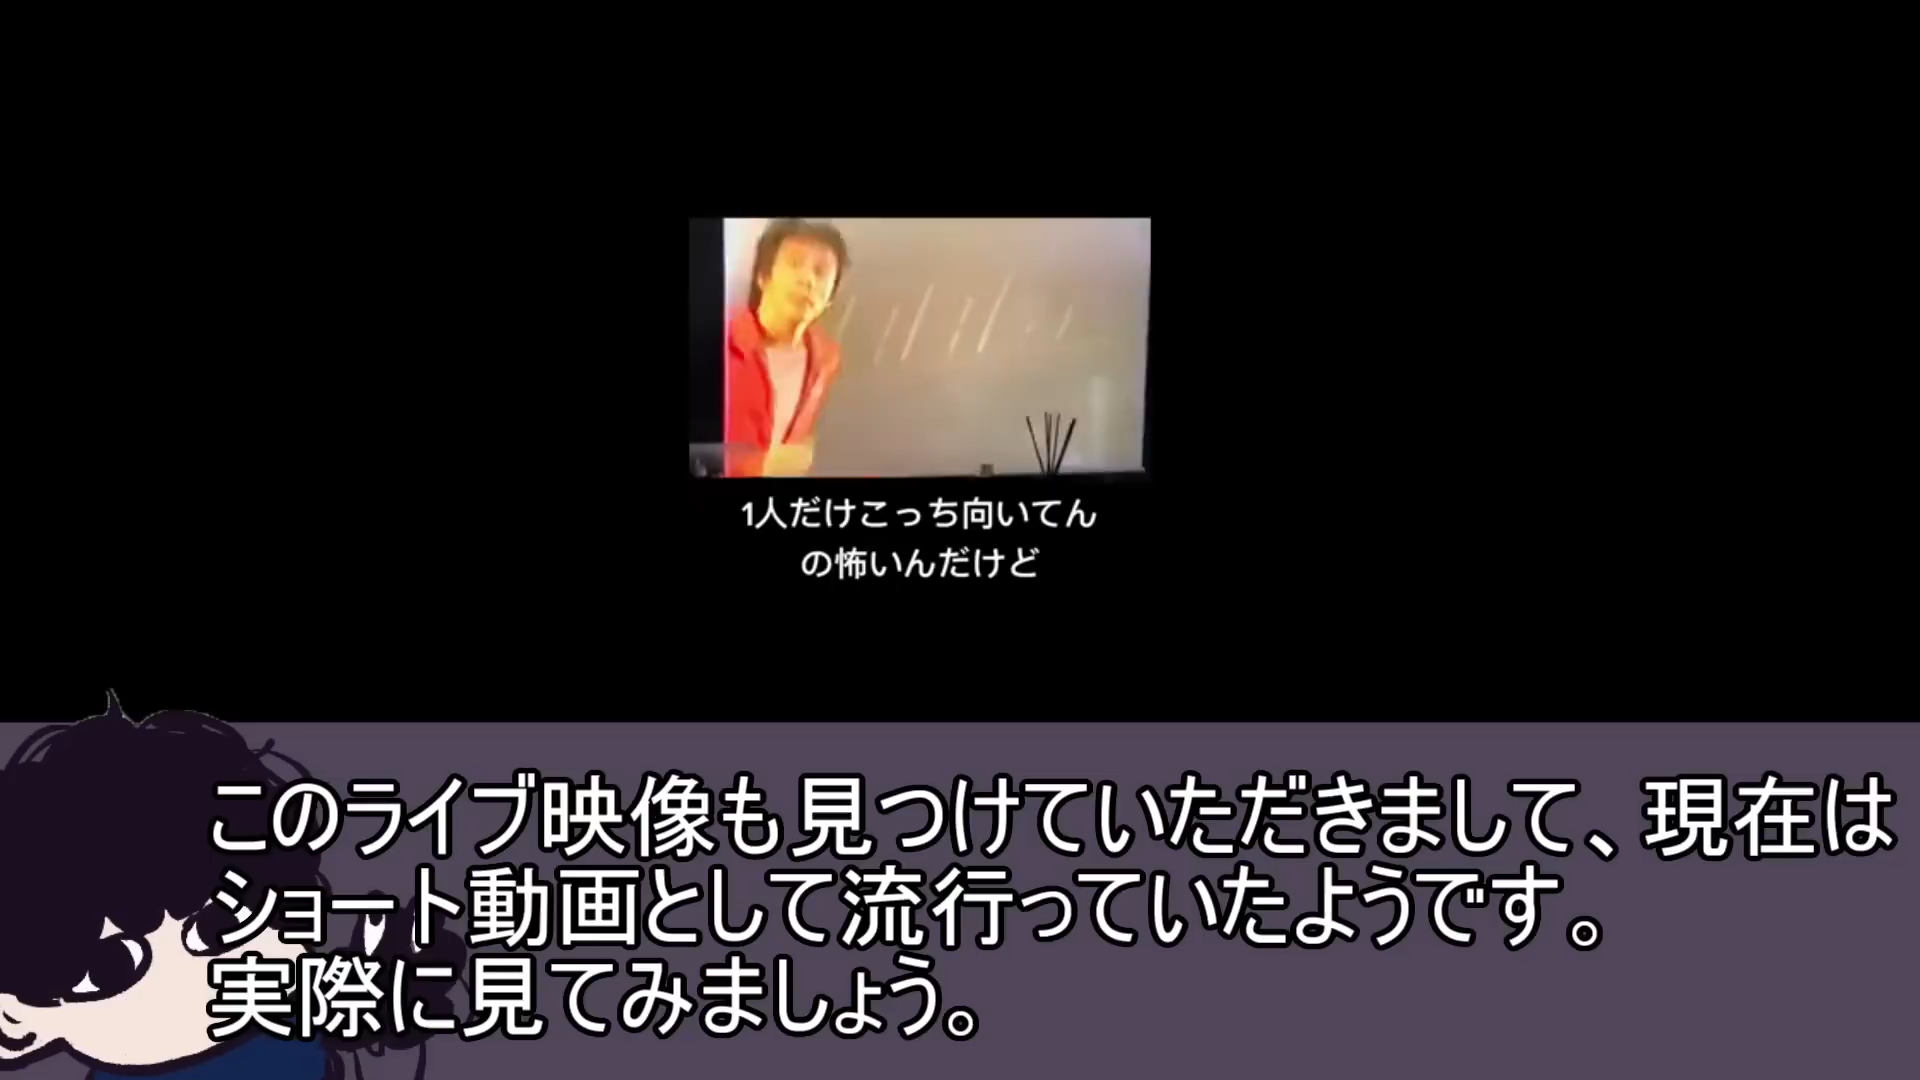 1人だけこっち向いてん
の怖いんだけど
このライブ映像も見つけていただきまして、現在は
ショート動画として流行っていたようです。
実際に見てみましょう。